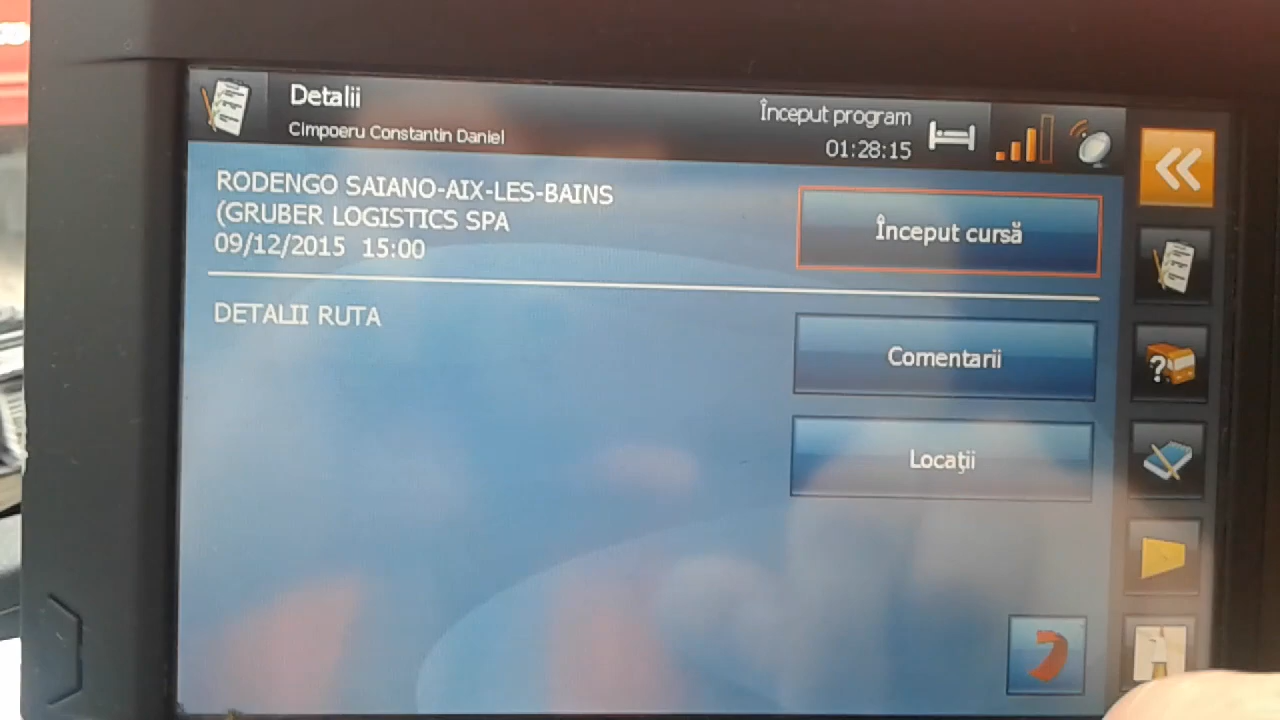 Detalii
Cimpoeru Constantin Daniel
Început program
01:28:15
RODENGO SAIANO-AIX-LES-BAINS
(GRUBER LOGISTICS SPA
09/12/2015 15:00
Început cursă
DETALII RUTA
Comentarii
Locaţii
?